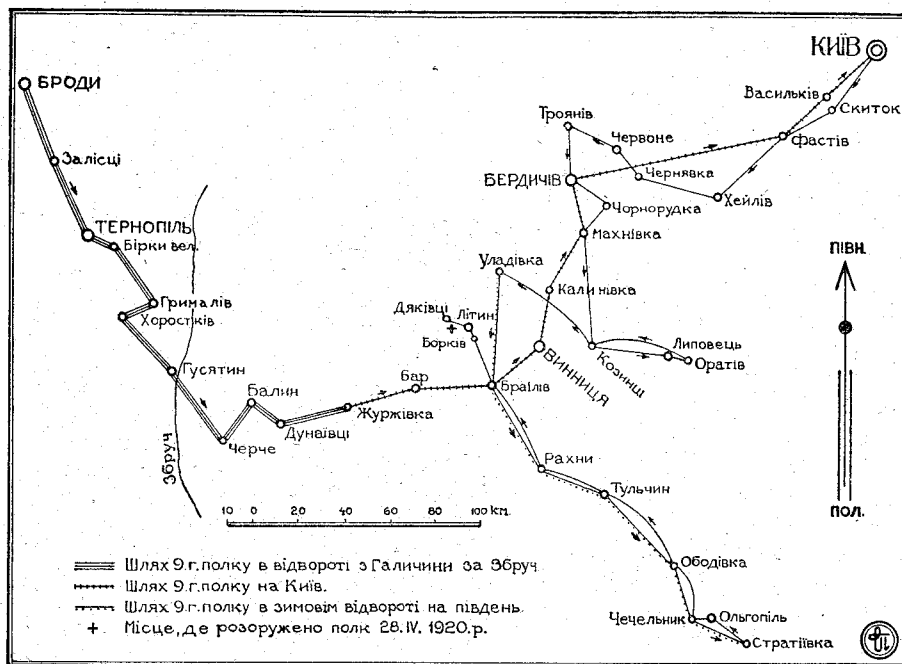 КИЇВ
БРОДИ
Васильків
Скиток
Троянів
Червоне
Фастів
Залісці
Чернявка
БЕРДИЧІВ
Хейлів
Чорнорудка
ТЕРНОПІЛЬ
Бірки вел.
Махнівка
Уладівка
ПІВН.
Калинівка
Грималів
Хоростків
Дяківці
Літин
Борків
Липовець
Оратів
Козинці
ВИННИЦЯ
Гусятин
Балин
Бар
Браїлів
Журжівка
Дунаївці
Черче
Збруч
Рахни
Тульчин
10 0 20 40 60 80 100 КМ.
ПОЛ.
Шлях 9.г.полку в відвороті з Галичини за Збруч
Шлях 9.г.полку на Київ.
Шлях 9.г.полку в зимовім відвороті на південь.
Місце, де розоружено полк 28.IV. 1920.р.
Ободівка
Чечельник
Ольгопіль
Стратіївка